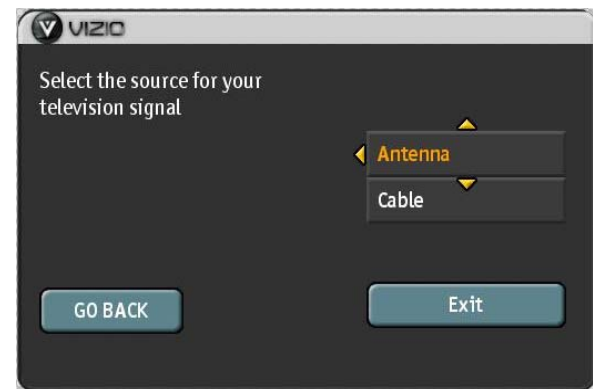 VIZIO
Select the source for your
television signal
Antenna
Cable
GO BACK
Exit